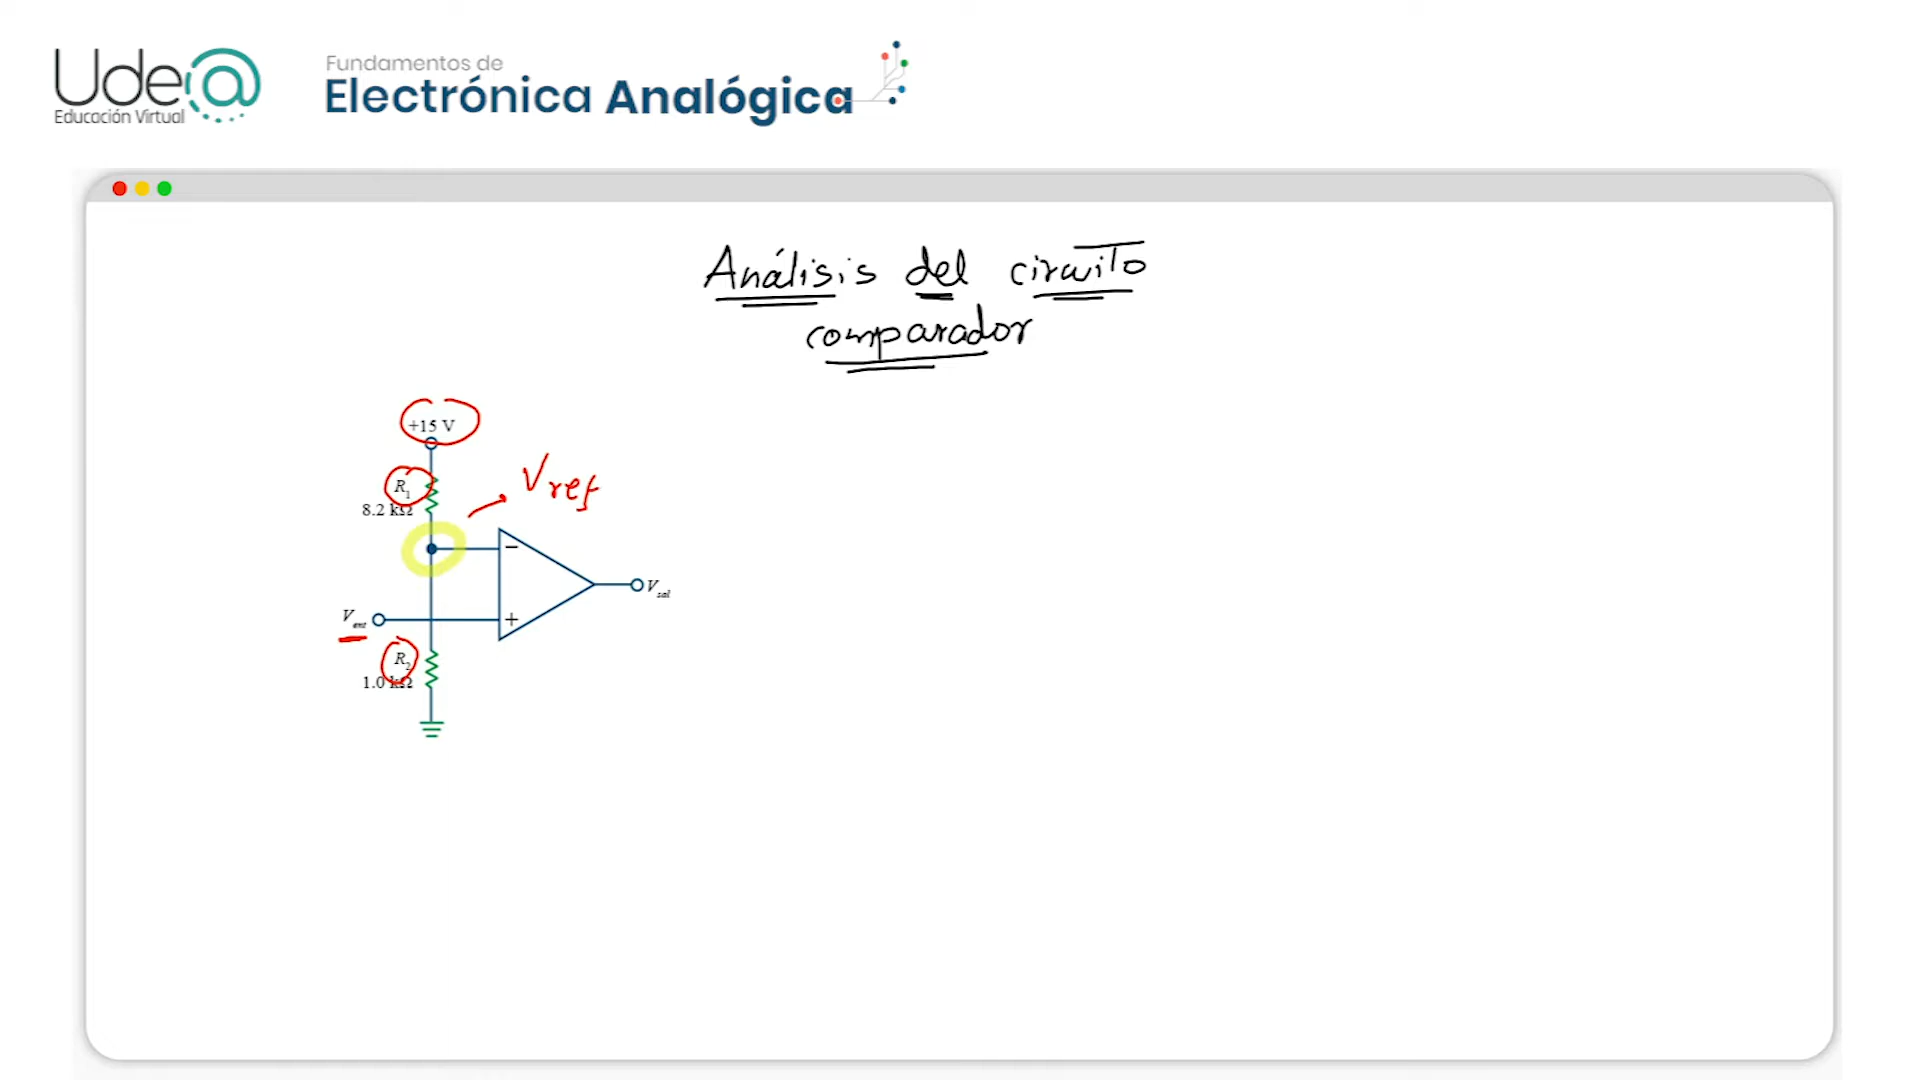 Ude@
Educación Virtual
Fundamentos de
Electrónica Analógica
Análisis del circuito
comparador
+15 V
R1
8.2 kΩ
Vref
−
+
Vsal
Vent
R2
1.0 kΩ